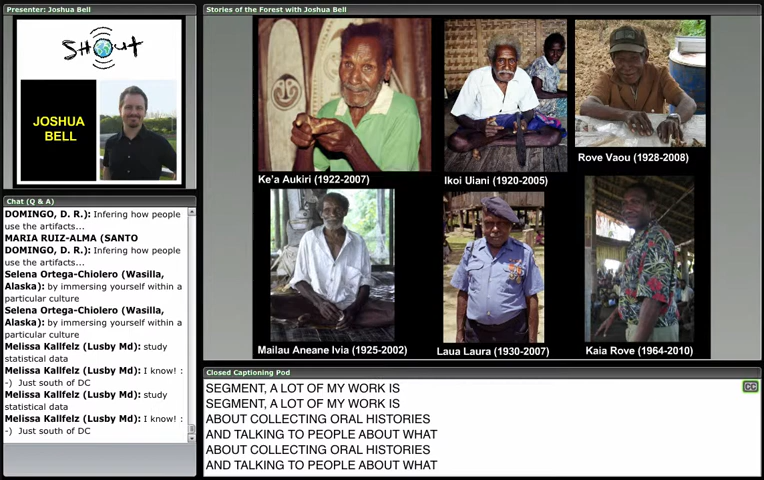 Presenter: Joshua Bell
SHOUT
JOSHUA
BELL
Chat (Q & A)
DOMINGO, D. R.): Infering how people
use the artifacts...
MARIA RUIZ-ALMA (SANTO
DOMINGO, D. R.): Infering how people
use the artifacts...
Selena Ortega-Chiolero (Wasilla,
Alaska): by immersing yourself within a
particular culture
Selena Ortega-Chiolero (Wasilla,
Alaska): by immersing yourself within a
particular culture
Melissa Kallfelz (Lusby Md): study
statistical data
Melissa Kallfelz (Lusby Md): I know! :
-) Just south of DC
Melissa Kallfelz (Lusby Md): study
statistical data
Melissa Kallfelz (Lusby Md): I know! :
-) Just south of DC
Stories of the Forest with Joshua Bell
Ke'a Aukiri (1922-2007)
Ikoi Uiani (1920-2005)
Rove Vaou (1928-2008)
Mailau Aneane Ivia (1925-2002)
Laua Laura (1930-2007)
Kaia Rove (1964-2010)
Closed Captioning Pod
CC
SEGMENT, A LOT OF MY WORK IS
SEGMENT, A LOT OF MY WORK IS
ABOUT COLLECTING ORAL HISTORIES
AND TALKING TO PEOPLE ABOUT WHAT
ABOUT COLLECTING ORAL HISTORIES
AND TALKING TO PEOPLE ABOUT WHAT